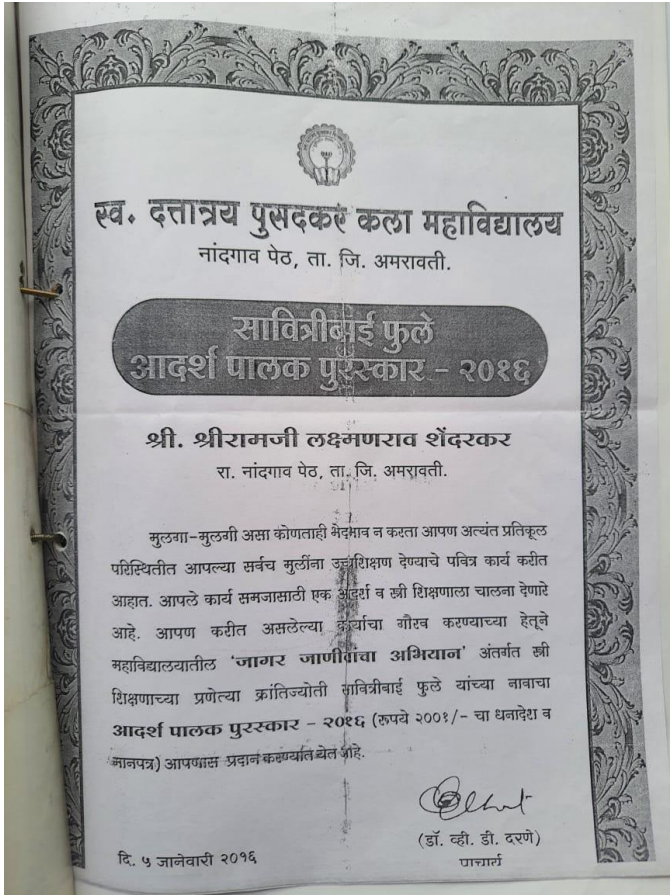 स्व. दत्तात्रय पुसदकर कला महाविद्यालय
नांदगाव पेठ, ता. जि. अमरावती.
सावित्रीबाई फुले
आदर्श पालक पुरस्कार - २०१६
श्री. श्रीरामजी लक्ष्मणराव शेंदरकर
रा. नांदगाव पेठ, ता. जि. अमरावती.
मुलगा-मुलगी असा कोणताही भेदभाव न करता आपण अत्यंत प्रतिकूल
परिस्थितीत आपल्या सर्वच मुलींना उच्चशिक्षण देण्याचे पवित्र कार्य करीत
आहात. आपले कार्य समजासाठी एक आदर्श व स्त्री शिक्षणाला चालना देणारे
आहे. आपण करीत असलेल्या कार्याचा गौरव करण्याच्या हेतूने
महाविद्यालयातील 'जागर जाणीवांचा अभियान' अंतर्गत स्त्री
शिक्षणाच्या प्रणेत्या क्रांतिज्योती सावित्रीबाई फुले यांच्या नावाचा
आदर्श पालक पुरस्कार - २०१६ (रूपये २००१/- चा धनादेश व
मानपत्र) आपणास प्रदान करण्यात येत आहे.
(डॉ. व्ही. डी. दरणे)
दि. ५ जानेवारी २०१६
प्राचार्य